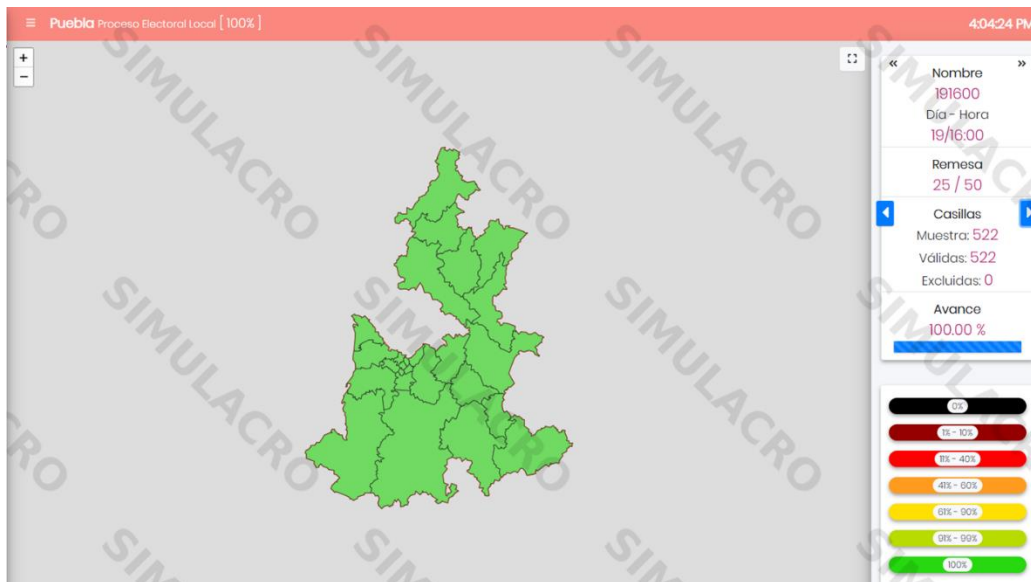 ≡ Puebla Proceso Electoral Local [ 100% ]
4:04:24 PM
+
−
« »
Nombre
191600
Día - Hora
19/16:00
Remesa
25 / 50
Casillas
Muestra: 522
Válidas: 522
Excluidas: 0
Avance
100.00 %
0%
1% - 10%
11% - 40%
41% - 60%
61% - 90%
91% - 99%
100%
SIMULACRO
SIMULACRO
SIMULACRO
SIMULACRO
SIMULACRO
SIMULACRO